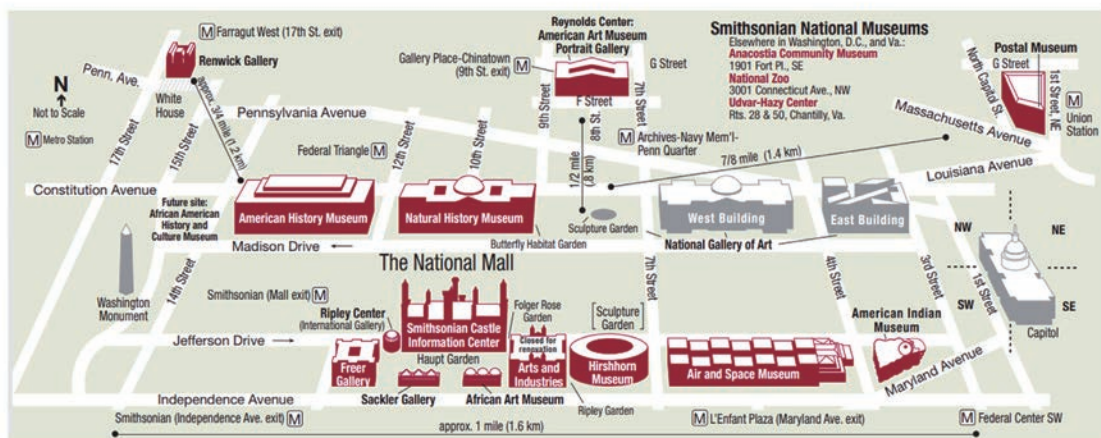 M Farragut West (17th St. exit)
Renwick Gallery
Penn. Ave.
White
House
N
Not to Scale
M Metro Station
approx. 3/4 mile (1.2 km)
17th Street
15th Street
Pennsylvania Avenue
Federal Triangle M
12th Street
10th Street
Reynolds Center:
American Art Museum
Portrait Gallery
Gallery Place-Chinatown
(9th St. exit) M
G Street
F Street
9th Street
8th St.
7th Street
M Archives-Navy Mem'l-
Penn Quarter
1/2 mile
(.8 km)
7/8 mile (1.4 km)
Smithsonian National Museums
Elsewhere in Washington, D.C., and Va.:
Anacostia Community Museum
1901 Fort Pl., SE
National Zoo
3001 Connecticut Ave., NW
Udvar-Hazy Center
Rts. 28 & 50, Chantilly, Va.
Postal Museum
G Street
North Capitol St.
1st Street, NE
M
Union
Station
Massachusetts Avenue
Louisiana Avenue
Constitution Avenue
Future site:
African American
History and
Culture Museum
American History Museum
Natural History Museum
Butterfly Habitat Garden
Sculpture Garden
West Building
East Building
National Gallery of Art
Madison Drive
NW
NE
SW
SE
Washington
Monument
14th Street
The National Mall
7th Street
4th Street
3rd Street
1st Street
Capitol
Smithsonian (Mall exit) M
Ripley Center
(International Gallery)
Smithsonian Castle
Information Center
Folger Rose
Garden
Sculpture
Garden
American Indian
Museum
Jefferson Drive
Freer
Gallery
Haupt Garden
Closed for
renovation
Arts and
Industries
Hirshhorn
Museum
Air and Space Museum
Maryland Avenue
Sackler Gallery
African Art Museum
Ripley Garden
Independence Avenue
Smithsonian (Independence Ave. exit) M
M L'Enfant Plaza (Maryland Ave. exit)
M Federal Center SW
approx. 1 mile (1.6 km)